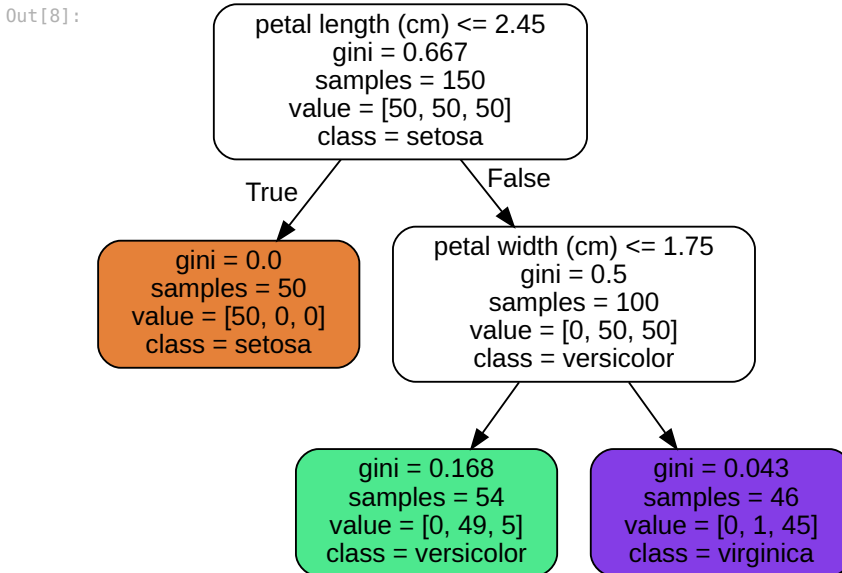 Out[8]:
petal length (cm) <= 2.45
gini = 0.667
samples = 150
value = [50, 50, 50]
class = setosa
True
False
gini = 0.0
samples = 50
value = [50, 0, 0]
class = setosa
petal width (cm) <= 1.75
gini = 0.5
samples = 100
value = [0, 50, 50]
class = versicolor
gini = 0.168
samples = 54
value = [0, 49, 5]
class = versicolor
gini = 0.043
samples = 46
value = [0, 1, 45]
class = virginica